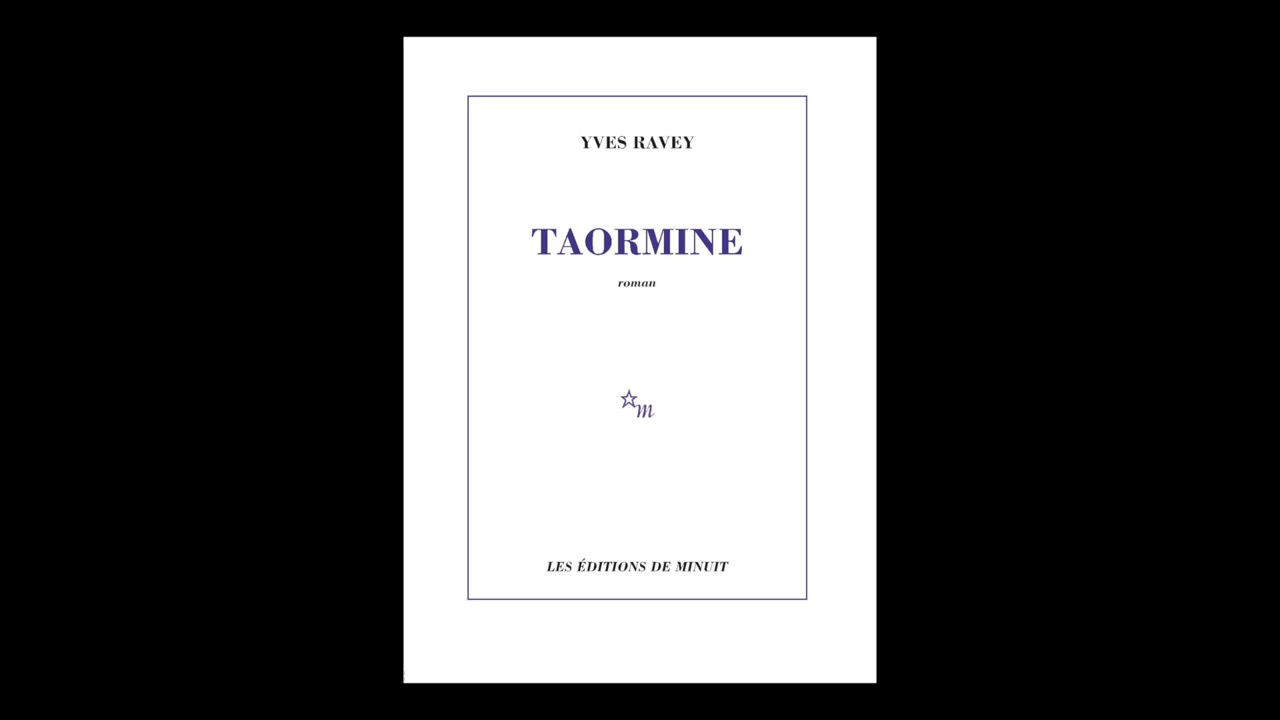 YVES RAVEY
TAORMINE
roman
m
LES ÉDITIONS DE MINUIT